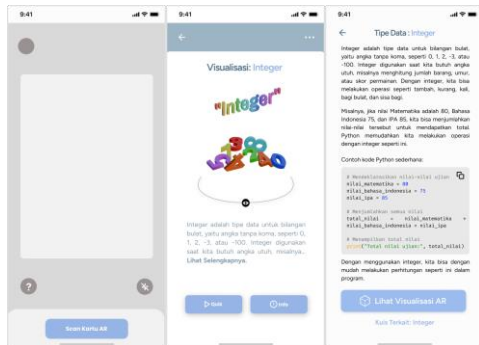 9:41
?
Scan Kartu AR
9:41
Visualisasi: Integer
"Integer"
Integer adalah tipe data untuk bilangan
bulat, yaitu angka tanpa koma, seperti 0,
1, 2, -3, atau -100. Integer digunakan
saat kita butuh angka utuh, misalnya..
Lihat Selengkapnya.
Kuis
Info
9:41
Tipe Data : Integer
Integer adalah tipe data untuk bilangan bulat,
yaitu angka tanpa koma, seperti 0, 1, 2, -3, atau
-100. Integer digunakan saat kita butuh angka
utuh, misalnya menghitung jumlah barang, umur,
atau skor permainan. Dengan integer, kita bisa
melakukan operasi seperti tambah, kurang, kali,
bagi bulat, dan sisa bagi.
Misalnya, jika nilai Matematika adalah 80, Bahasa
Indonesia 75, dan IPA 85, kita bisa menjumlahkan
nilai-nilai tersebut untuk mendapatkan total.
Python memudahkan kita melakukan operasi
dengan integer seperti ini.
Contoh kode Python sederhana:
# Mendeklarasikan nilai-nilai ujian
nilai_matematika = 80
nilai_bahasa_indonesia = 75
nilai_ipa = 85
# Menjumlahkan semua nilai
total_nilai = nilai_matematika +
nilai_bahasa_indonesia + nilai_ipa
# Menampilkan total nilai
print("Total nilai ujian:", total_nilai)
Dengan menggunakan integer, kita bisa dengan
mudah melakukan perhitungan seperti ini dalam
program.
Lihat Visualisasi AR
Kuis Terkait: Integer